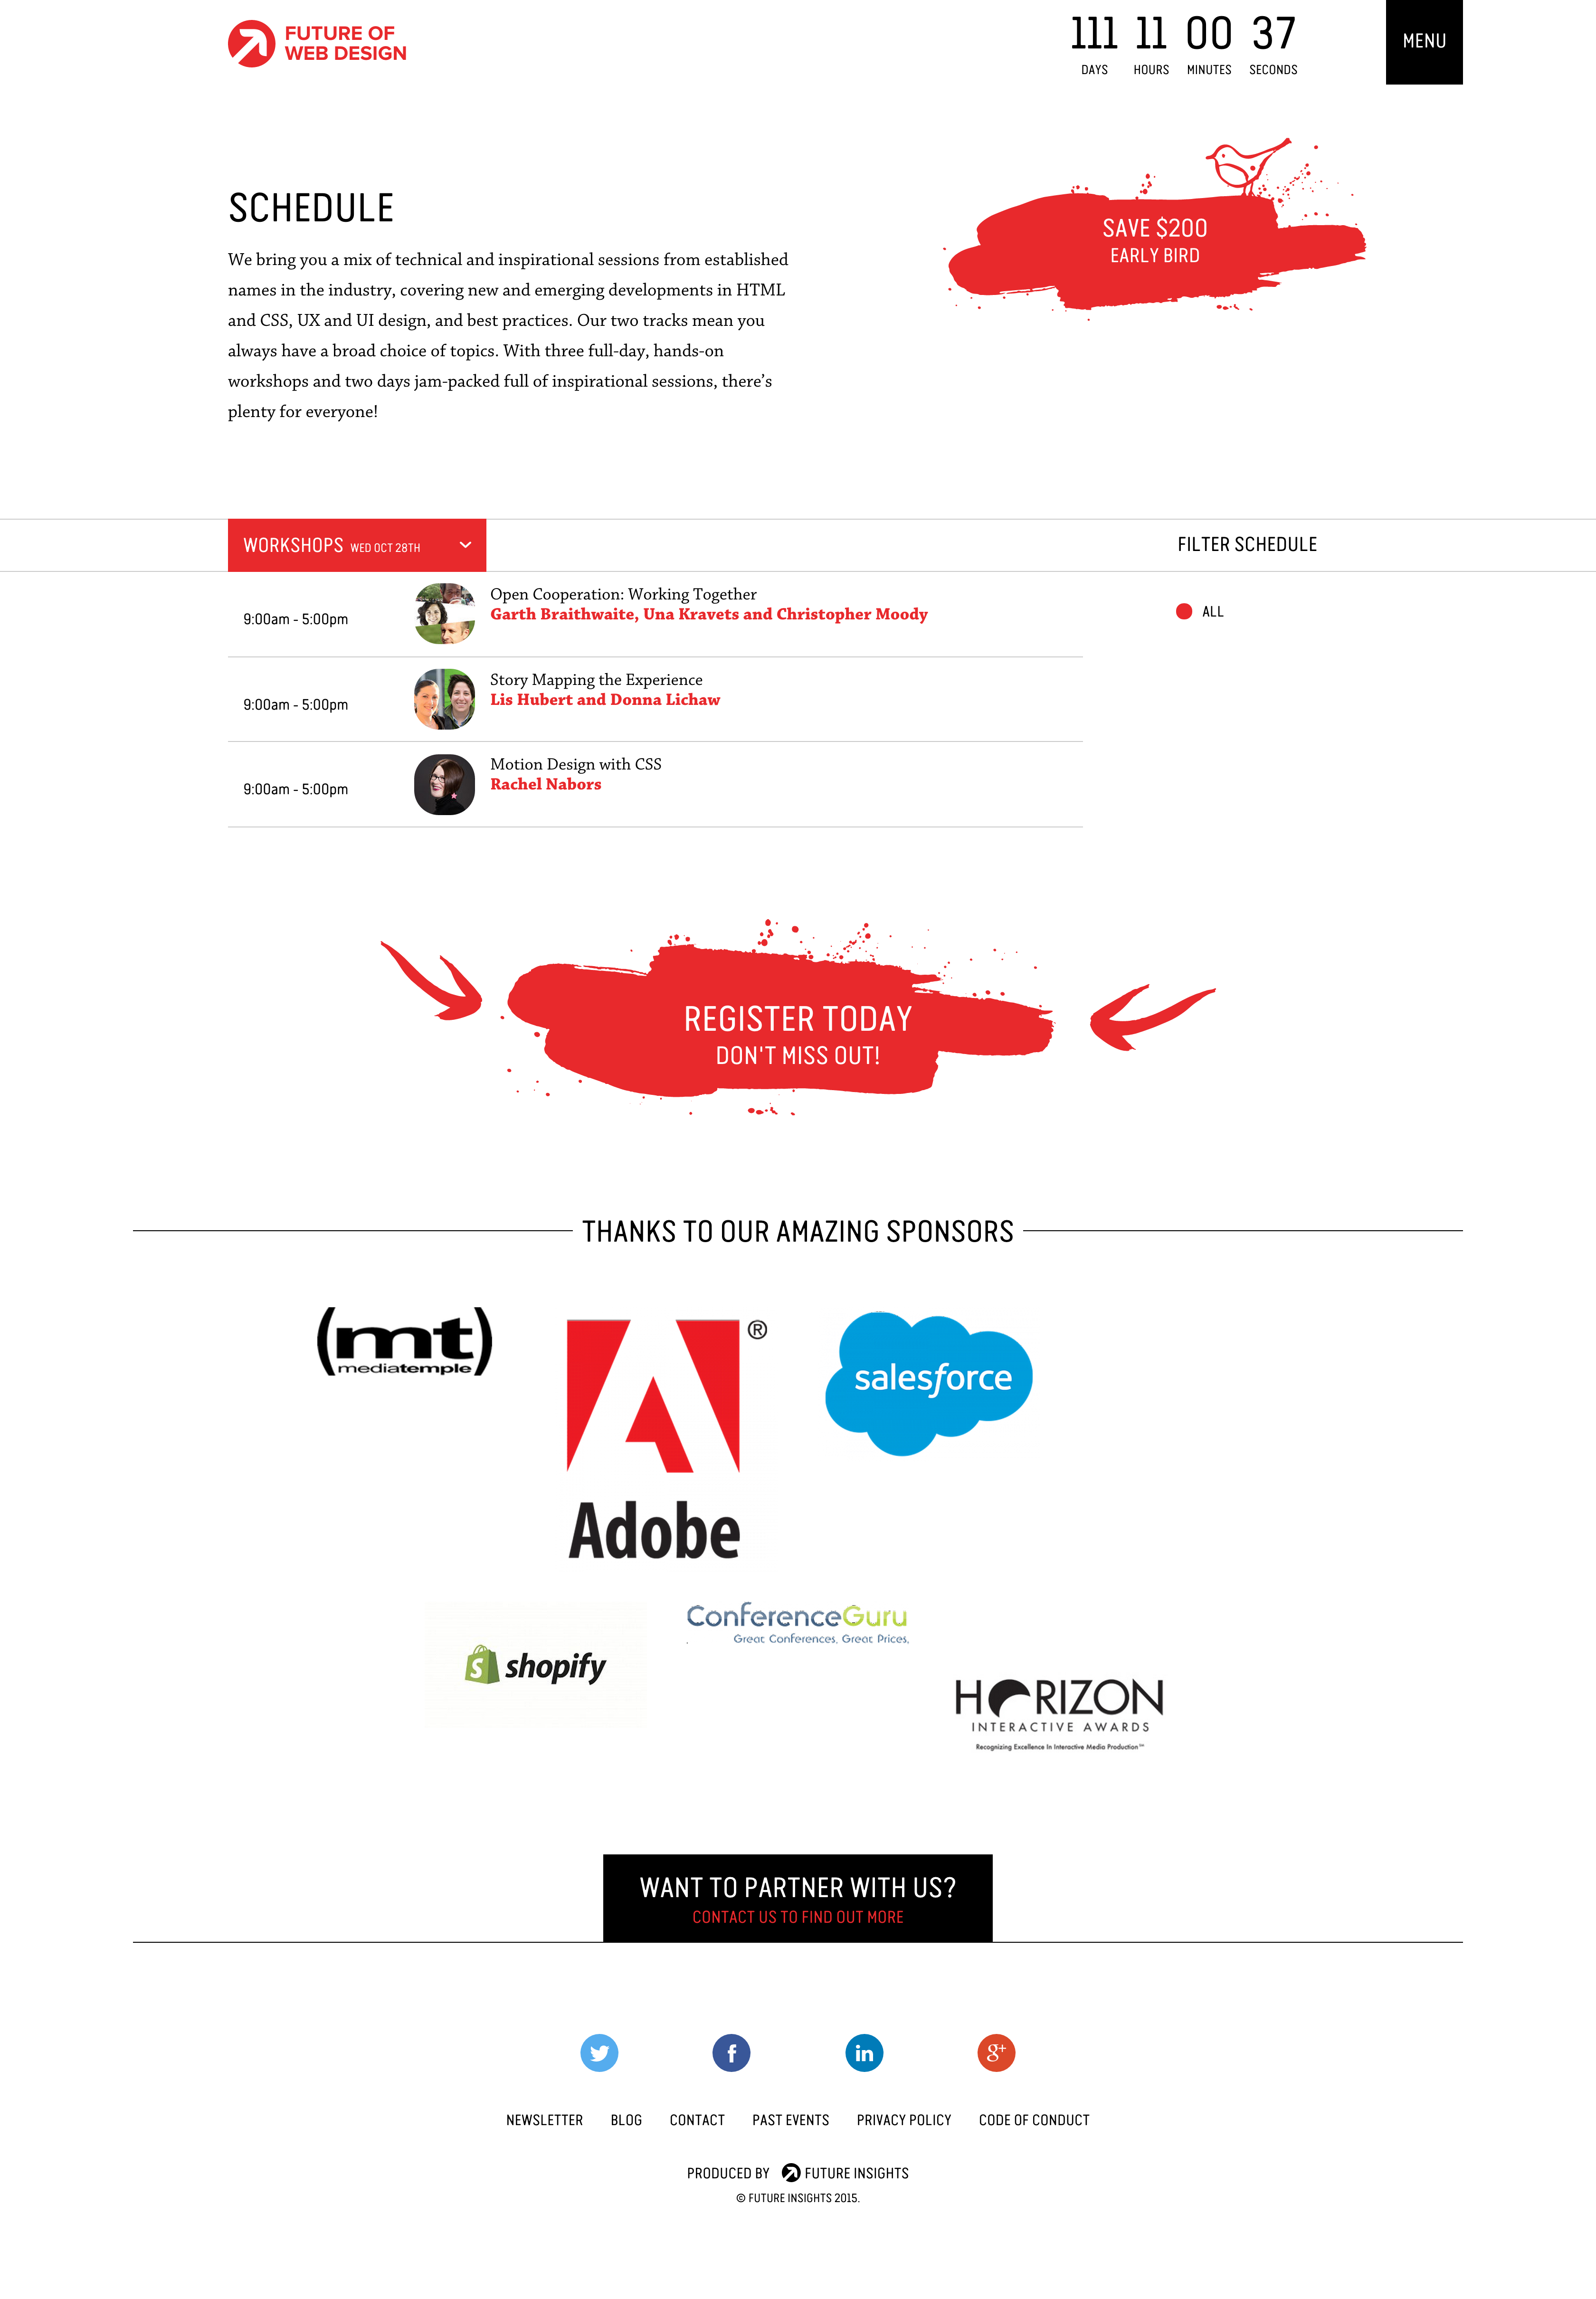 FUTURE OF
WEB DESIGN
111 11 00 37
DAYS HOURS MINUTES SECONDS
MENU
SCHEDULE
We bring you a mix of technical and inspirational sessions from established
names in the industry, covering new and emerging developments in HTML
and CSS, UX and UI design, and best practices. Our two tracks mean you
always have a broad choice of topics. With three full-day, hands-on
workshops and two days jam-packed full of inspirational sessions, there’s
plenty for everyone!
SAVE $200
EARLY BIRD
WORKSHOPS WED OCT 28TH
FILTER SCHEDULE
ALL
9:00am - 5:00pm
Open Cooperation: Working Together
Garth Braithwaite, Una Kravets and Christopher Moody
9:00am - 5:00pm
Story Mapping the Experience
Lis Hubert and Donna Lichaw
9:00am - 5:00pm
Motion Design with CSS
Rachel Nabors
REGISTER TODAY
DON'T MISS OUT!
THANKS TO OUR AMAZING SPONSORS
(mt)
mediatemple
®
Adobe
salesforce
shopify
ConferenceGuru
Great Conferences. Great Prices.
HORIZON
INTERACTIVE AWARDS
Recognizing Excellence In Interactive Media Production℠
WANT TO PARTNER WITH US?
CONTACT US TO FIND OUT MORE
NEWSLETTER BLOG CONTACT PAST EVENTS PRIVACY POLICY CODE OF CONDUCT
PRODUCED BY FUTURE INSIGHTS
© FUTURE INSIGHTS 2015.